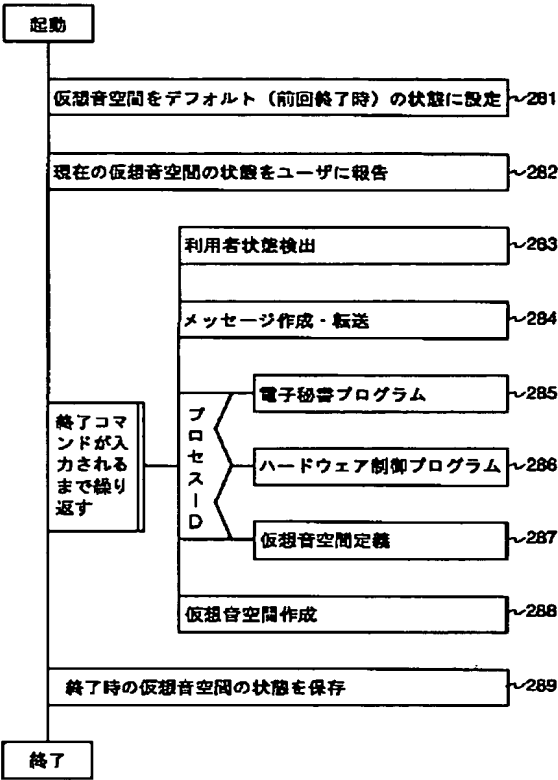 起動
仮想音空間をデフォルト（前回終了時）の状態に設定 281
現在の仮想音空間の状態をユーザに報告 282
利用者状態検出 283
メッセージ作成・転送 284
電子秘書プログラム 285
プロセスID
終了コマ
ンドが入
力される
まで繰り
返す
ハードウェア制御プログラム 286
仮想音空間定義 287
仮想音空間作成 288
終了時の仮想音空間の状態を保存 289
終了